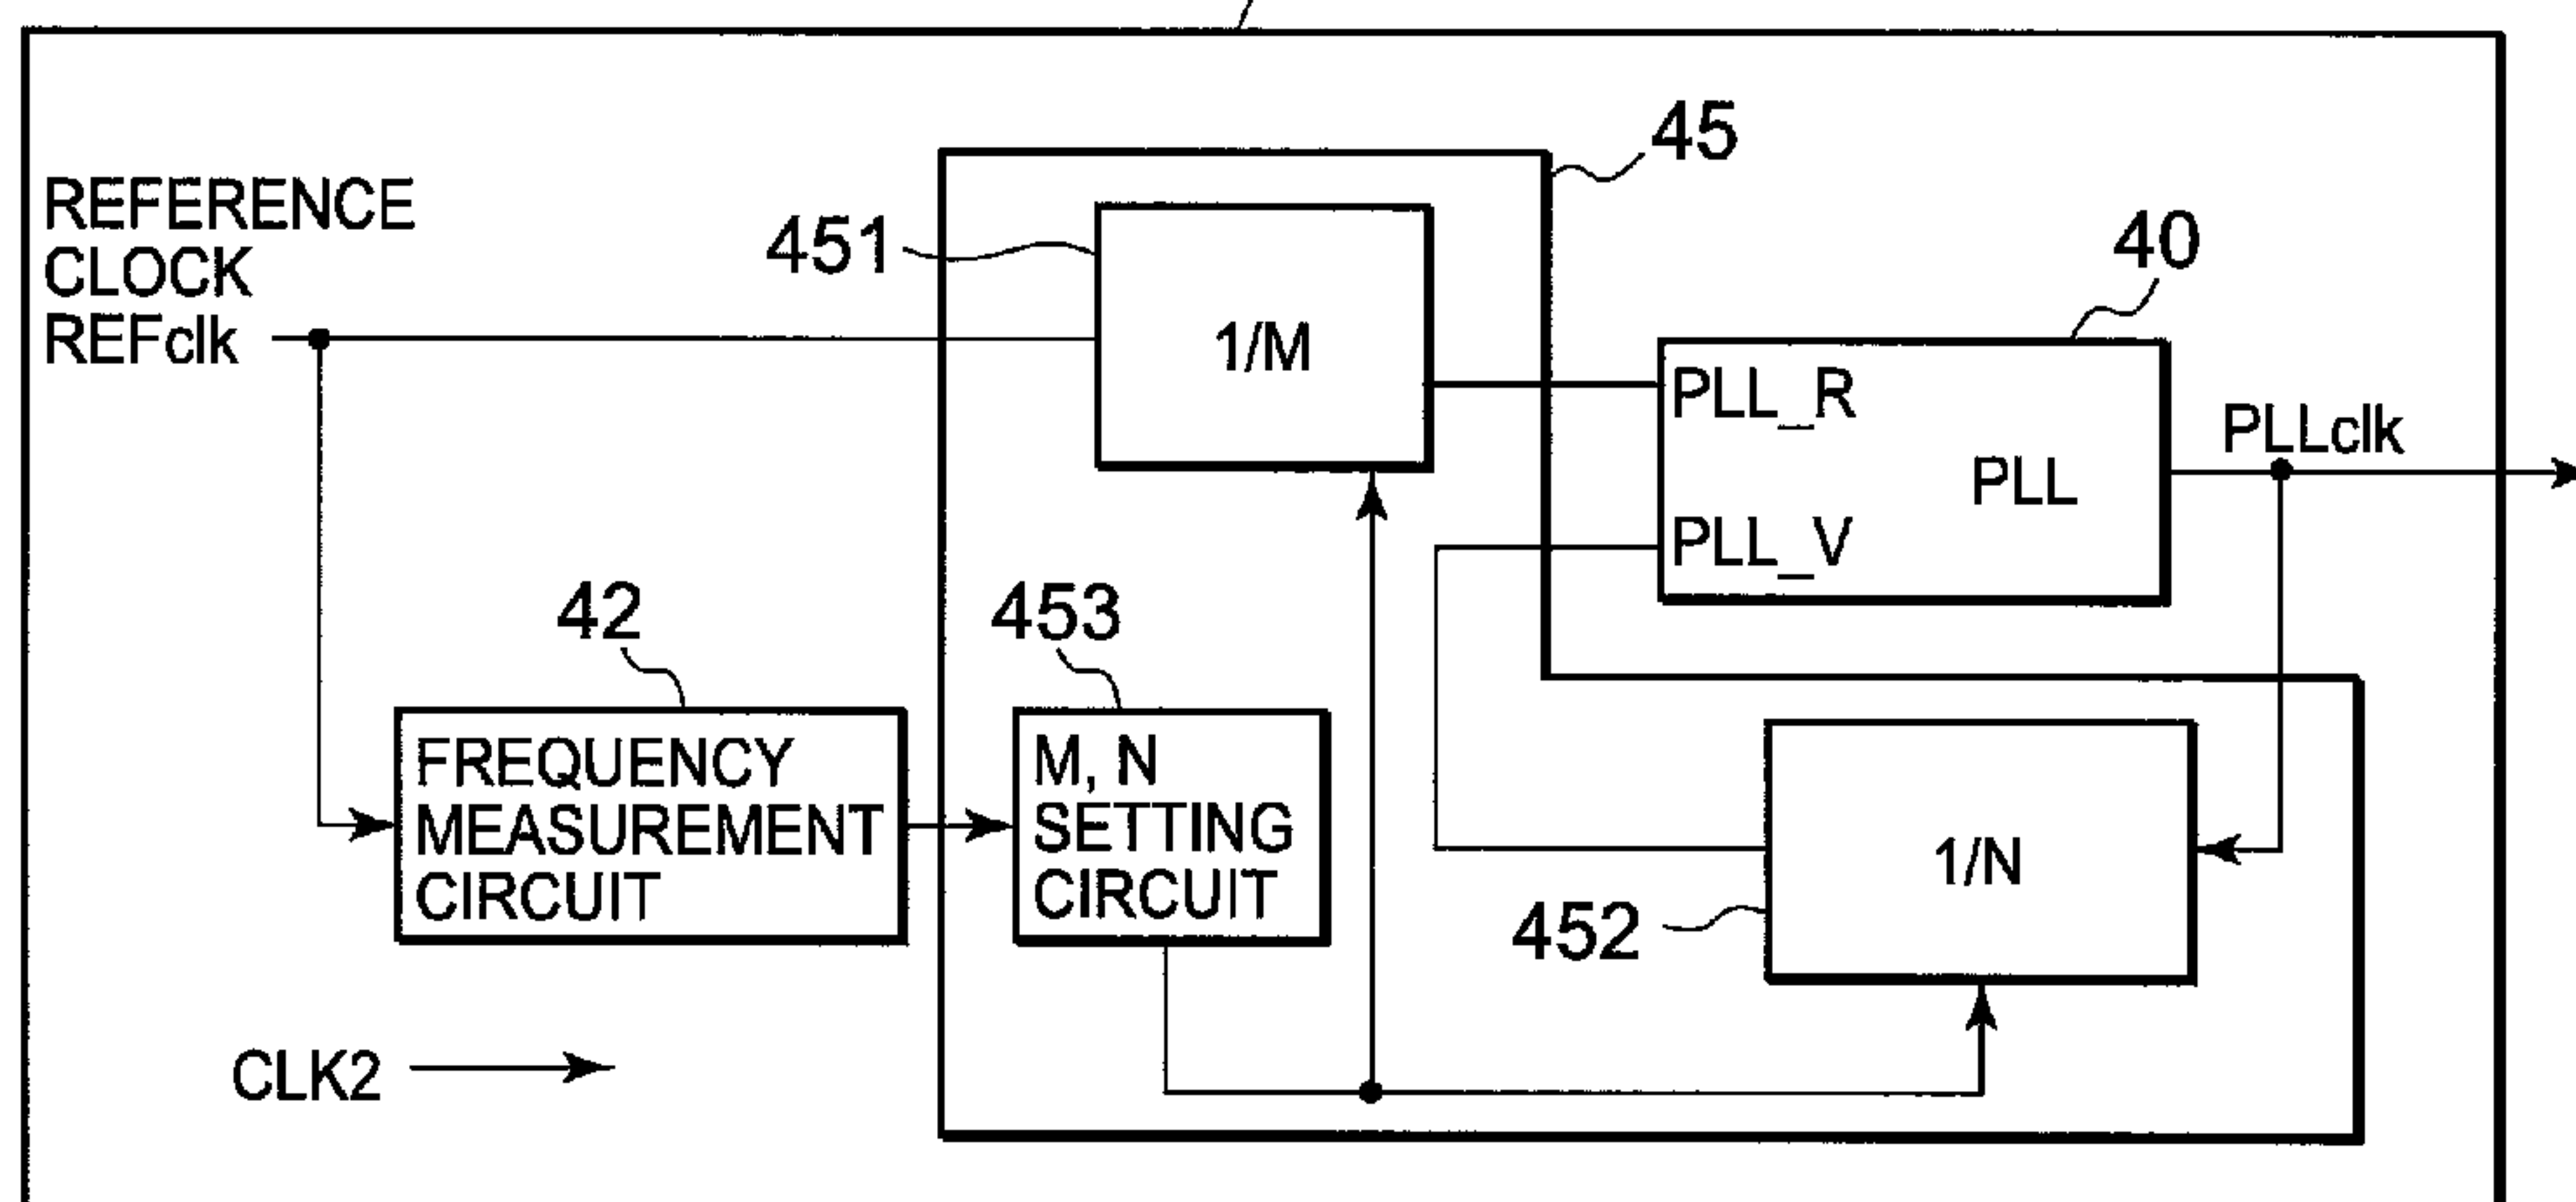 45
REFERENCE
CLOCK
REFclk
451
1/M
40
PLL_R
PLL
PLL_V
PLLclk
42
453
FREQUENCY
MEASUREMENT
CIRCUIT
M, N
SETTING
CIRCUIT
1/N
452
CLK2